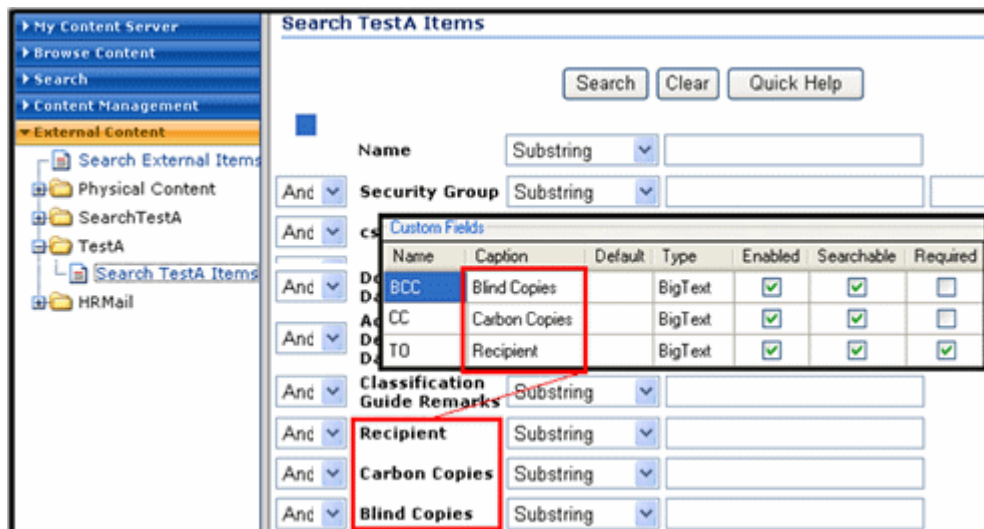 My Content Server
Browse Content
Search
Content Management
External Content
Search External Items
Physical Content
SearchTestA
TestA
Search TestA Items
HRMail
Search TestA Items
Search Clear Quick Help
Name Substring
And Security Group Substring
And cs
Custom Fields
Name Caption Default Type Enabled Searchable Required
BCC Blind Copies BigText
CC Carbon Copies BigText
TO Recipient BigText
And
And
And Classification Guide Remarks Substring
And Recipient Substring
And Carbon Copies Substring
And Blind Copies Substring